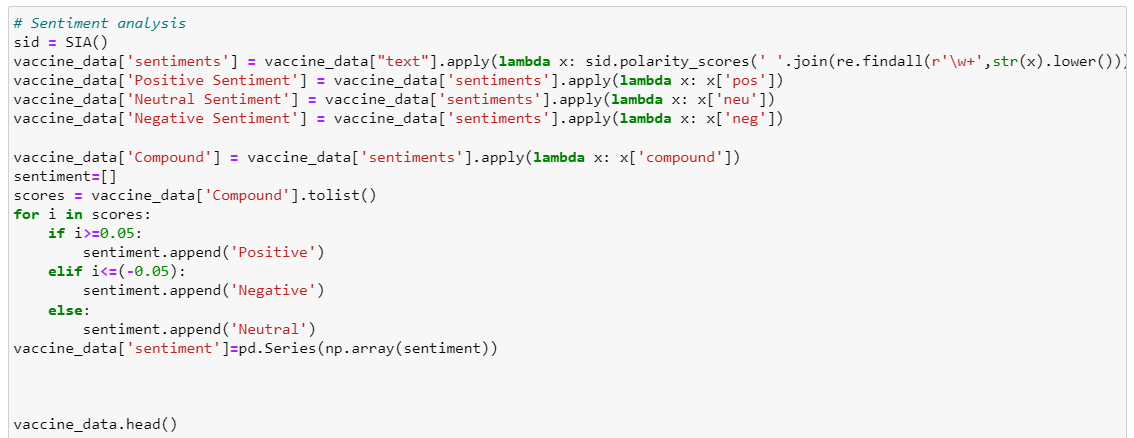 # Sentiment analysis
sid = SIA()
vaccine_data['sentiments'] = vaccine_data["text"].apply(lambda x: sid.polarity_scores(' '.join(re.findall(r'\w+',str(x).lower()))
vaccine_data['Positive Sentiment'] = vaccine_data['sentiments'].apply(lambda x: x['pos'])
vaccine_data['Neutral Sentiment'] = vaccine_data['sentiments'].apply(lambda x: x['neu'])
vaccine_data['Negative Sentiment'] = vaccine_data['sentiments'].apply(lambda x: x['neg'])
vaccine_data['Compound'] = vaccine_data['sentiments'].apply(lambda x: x['compound'])
sentiment=[]
scores = vaccine_data['Compound'].tolist()
for i in scores:
    if i>=0.05:
        sentiment.append('Positive')
    elif i<=(-0.05):
        sentiment.append('Negative')
    else:
        sentiment.append('Neutral')
vaccine_data['sentiment']=pd.Series(np.array(sentiment))
vaccine_data.head()